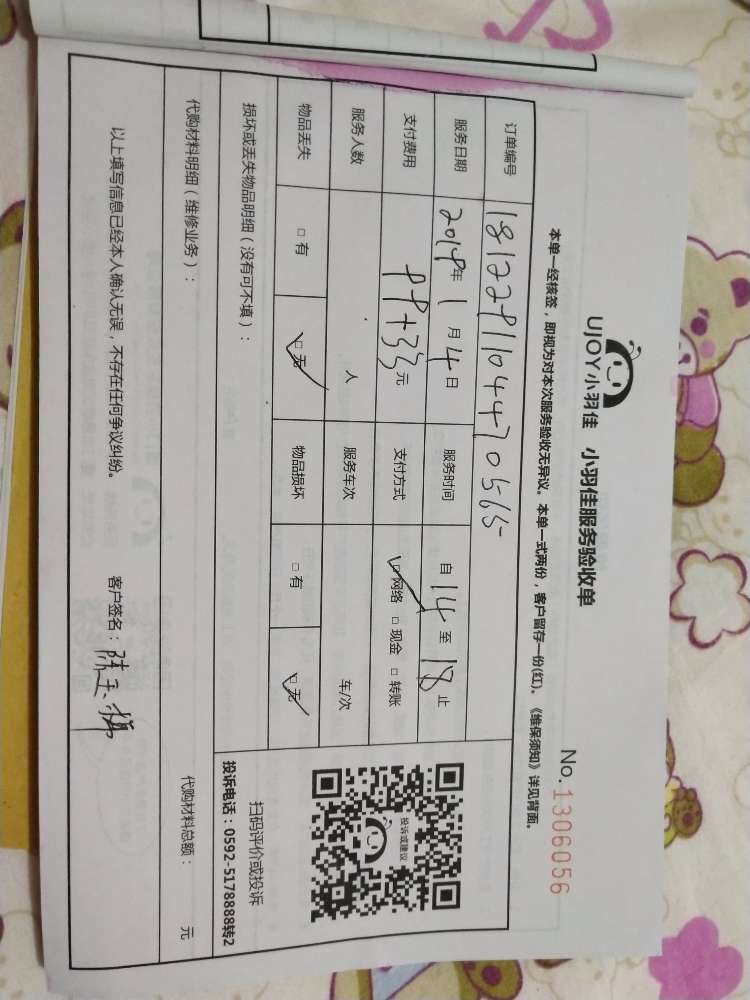 UJOY小羽佳 小羽佳服务验收单
No.1306056
本单一经核签，即视为对本次服务验收无异议。本单一式两份，客户留存一份(红)。《维保须知》详见背面。
订单编号 1812291104470565
服务日期 2019年 1 月 4 日 服务时间 自 14 至 18 止
支付费用 99+33元 支付方式 ☑网络 □现金 □转账
服务人数 人 服务车次 车/次
物品丢失 □有 ☑无 物品损坏 □有 ☑无
投诉或建议
扫码评价或投诉
投诉电话：0592-5178888转2
损坏或丢失物品明细（没有可不填）：
代购材料明细（维修业务）： 代购材料总额： 元
以上填写信息已经本人确认无误，不存在任何争议纠纷。 客户签名：